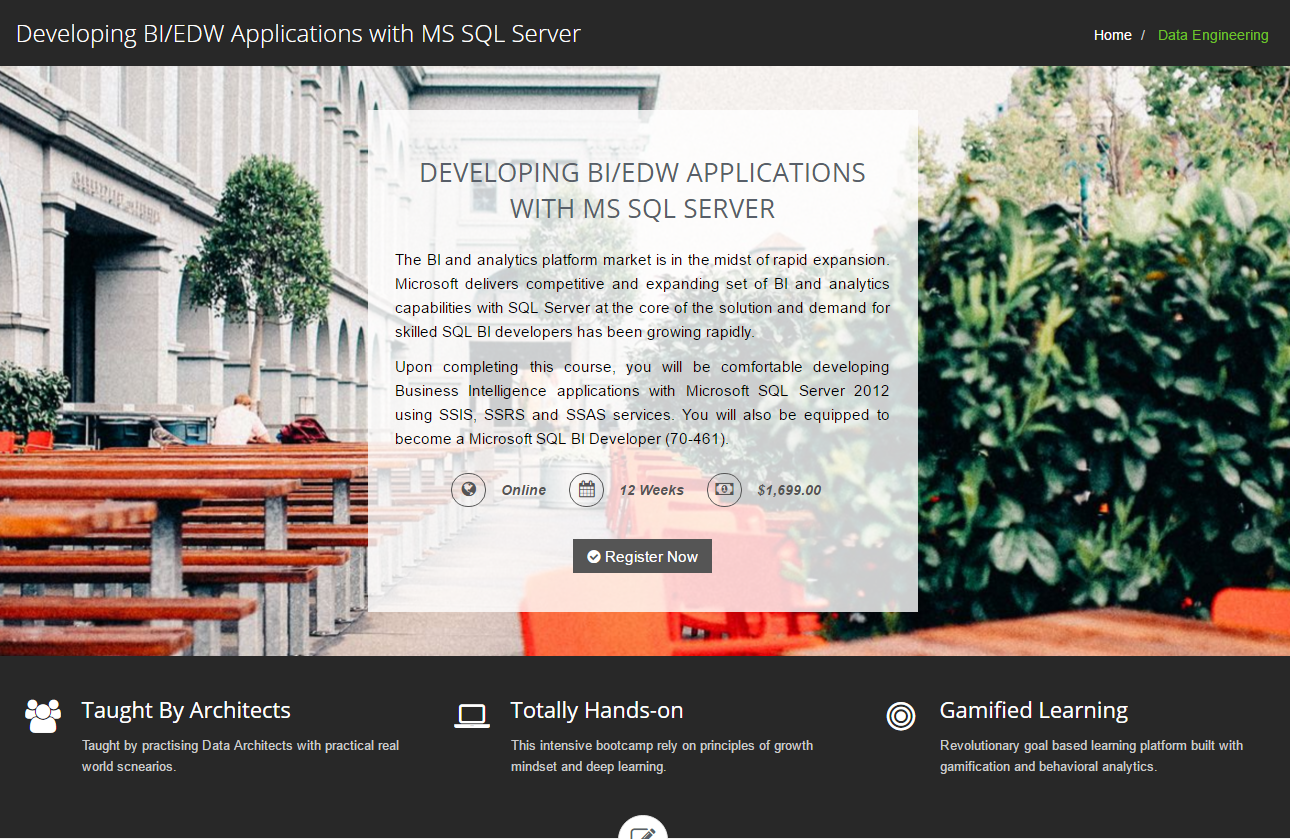 Developing BI/EDW Applications with MS SQL Server
Home / Data Engineering
DEVELOPING BI/EDW APPLICATIONS
WITH MS SQL SERVER
The BI and analytics platform market is in the midst of rapid expansion.
Microsoft delivers competitive and expanding set of BI and analytics
capabilities with SQL Server at the core of the solution and demand for
skilled SQL BI developers has been growing rapidly.
Upon completing this course, you will be comfortable developing
Business Intelligence applications with Microsoft SQL Server 2012
using SSIS, SSRS and SSAS services. You will also be equipped to
become a Microsoft SQL BI Developer (70-461).
Online 12 Weeks $1,699.00
Register Now
Taught By Architects
Taught by practising Data Architects with practical real
world scnearios.
Totally Hands-on
This intensive bootcamp rely on principles of growth
mindset and deep learning.
Gamified Learning
Revolutionary goal based learning platform built with
gamification and behavioral analytics.